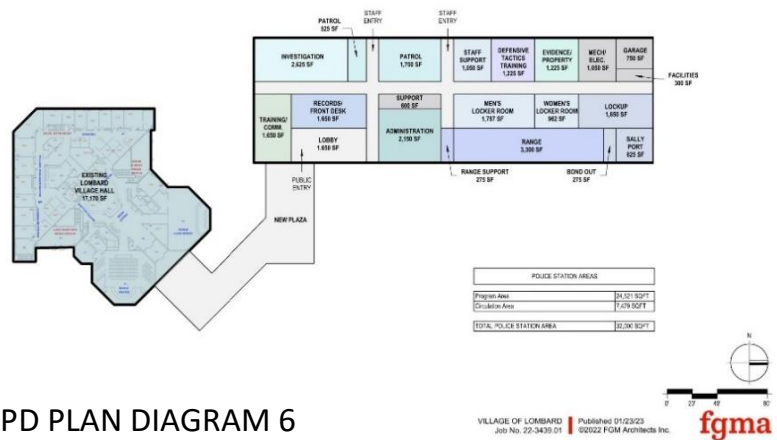 STAFF
ENTRY
STAFF
ENTRY
PATROL
525 SF
INVESTIGATION
2,625 SF
PATROL
1,750 SF
STAFF
SUPPORT
1,050 SF
DEFENSIVE
TACTICS
TRAINING
1,225 SF
EVIDENCE/
PROPERTY
1,225 SF
MECH/
ELEC.
1,050 SF
GARAGE
750 SF
FACILITIES
300 SF
TRAINING/
COMM.
1,650 SF
RECORDS/
FRONT DESK
1,650 SF
LOBBY
1,650 SF
SUPPORT
600 SF
ADMINISTRATION
2,150 SF
MEN'S
LOCKER ROOM
1,787 SF
WOMEN'S
LOCKER ROOM
962 SF
LOCKUP
1,650 SF
RANGE
3,300 SF
SALLY
PORT
825 SF
RANGE SUPPORT
275 SF
BOND OUT
275 SF
PUBLIC
ENTRY
NEW PLAZA
EXISTING
LOMBARD
VILLAGE HALL
17,170 SF
POLICE STATION AREAS
Program Area 24,521 SQFT
Circulation Area 7,479 SQFT
TOTAL POLICE STATION AREA 32,000 SQFT
N
PD PLAN DIAGRAM 6
VILLAGE OF LOMBARD
Job No. 22-3439.01
Published 01/23/23
©2022 FGM Architects Inc.
fgma